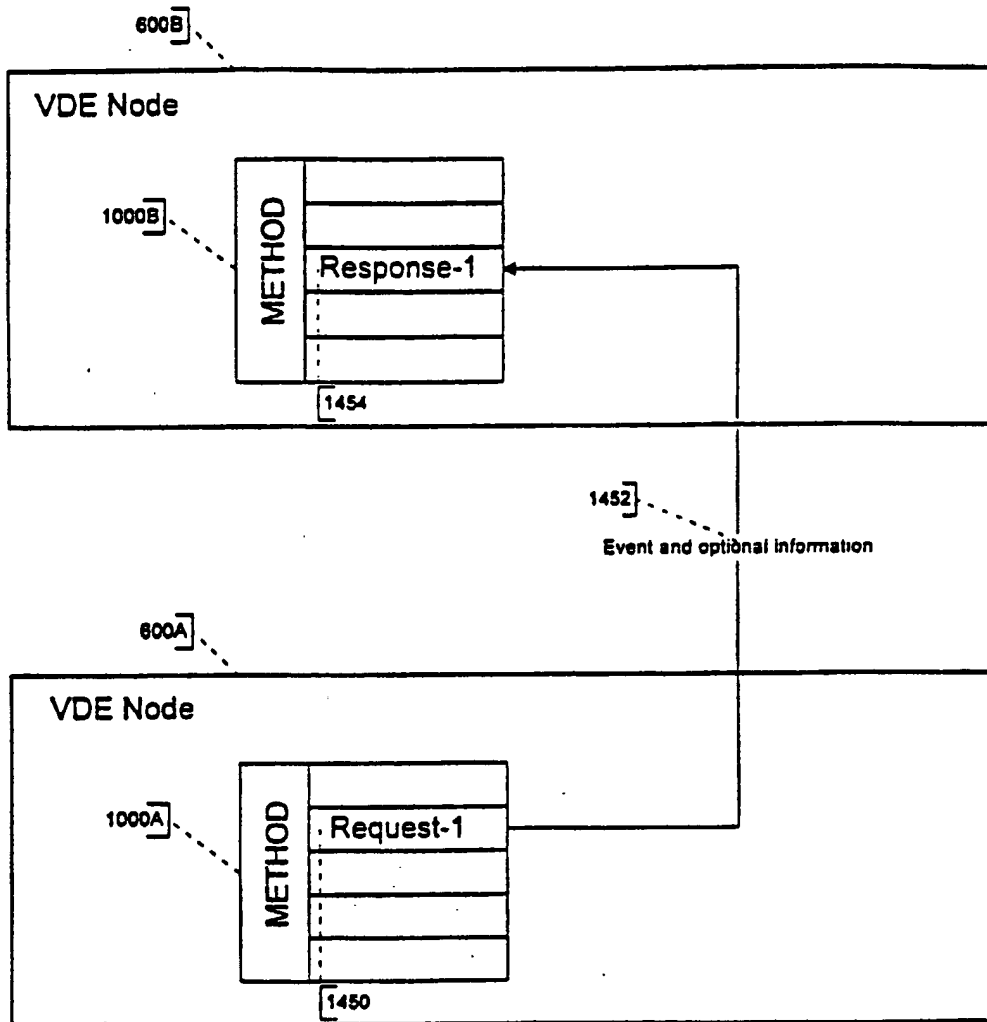 600B
VDE Node
1000B
METHOD
Response-1
1454
1452
Event and optional information
600A
VDE Node
1000A
METHOD
Request-1
1450